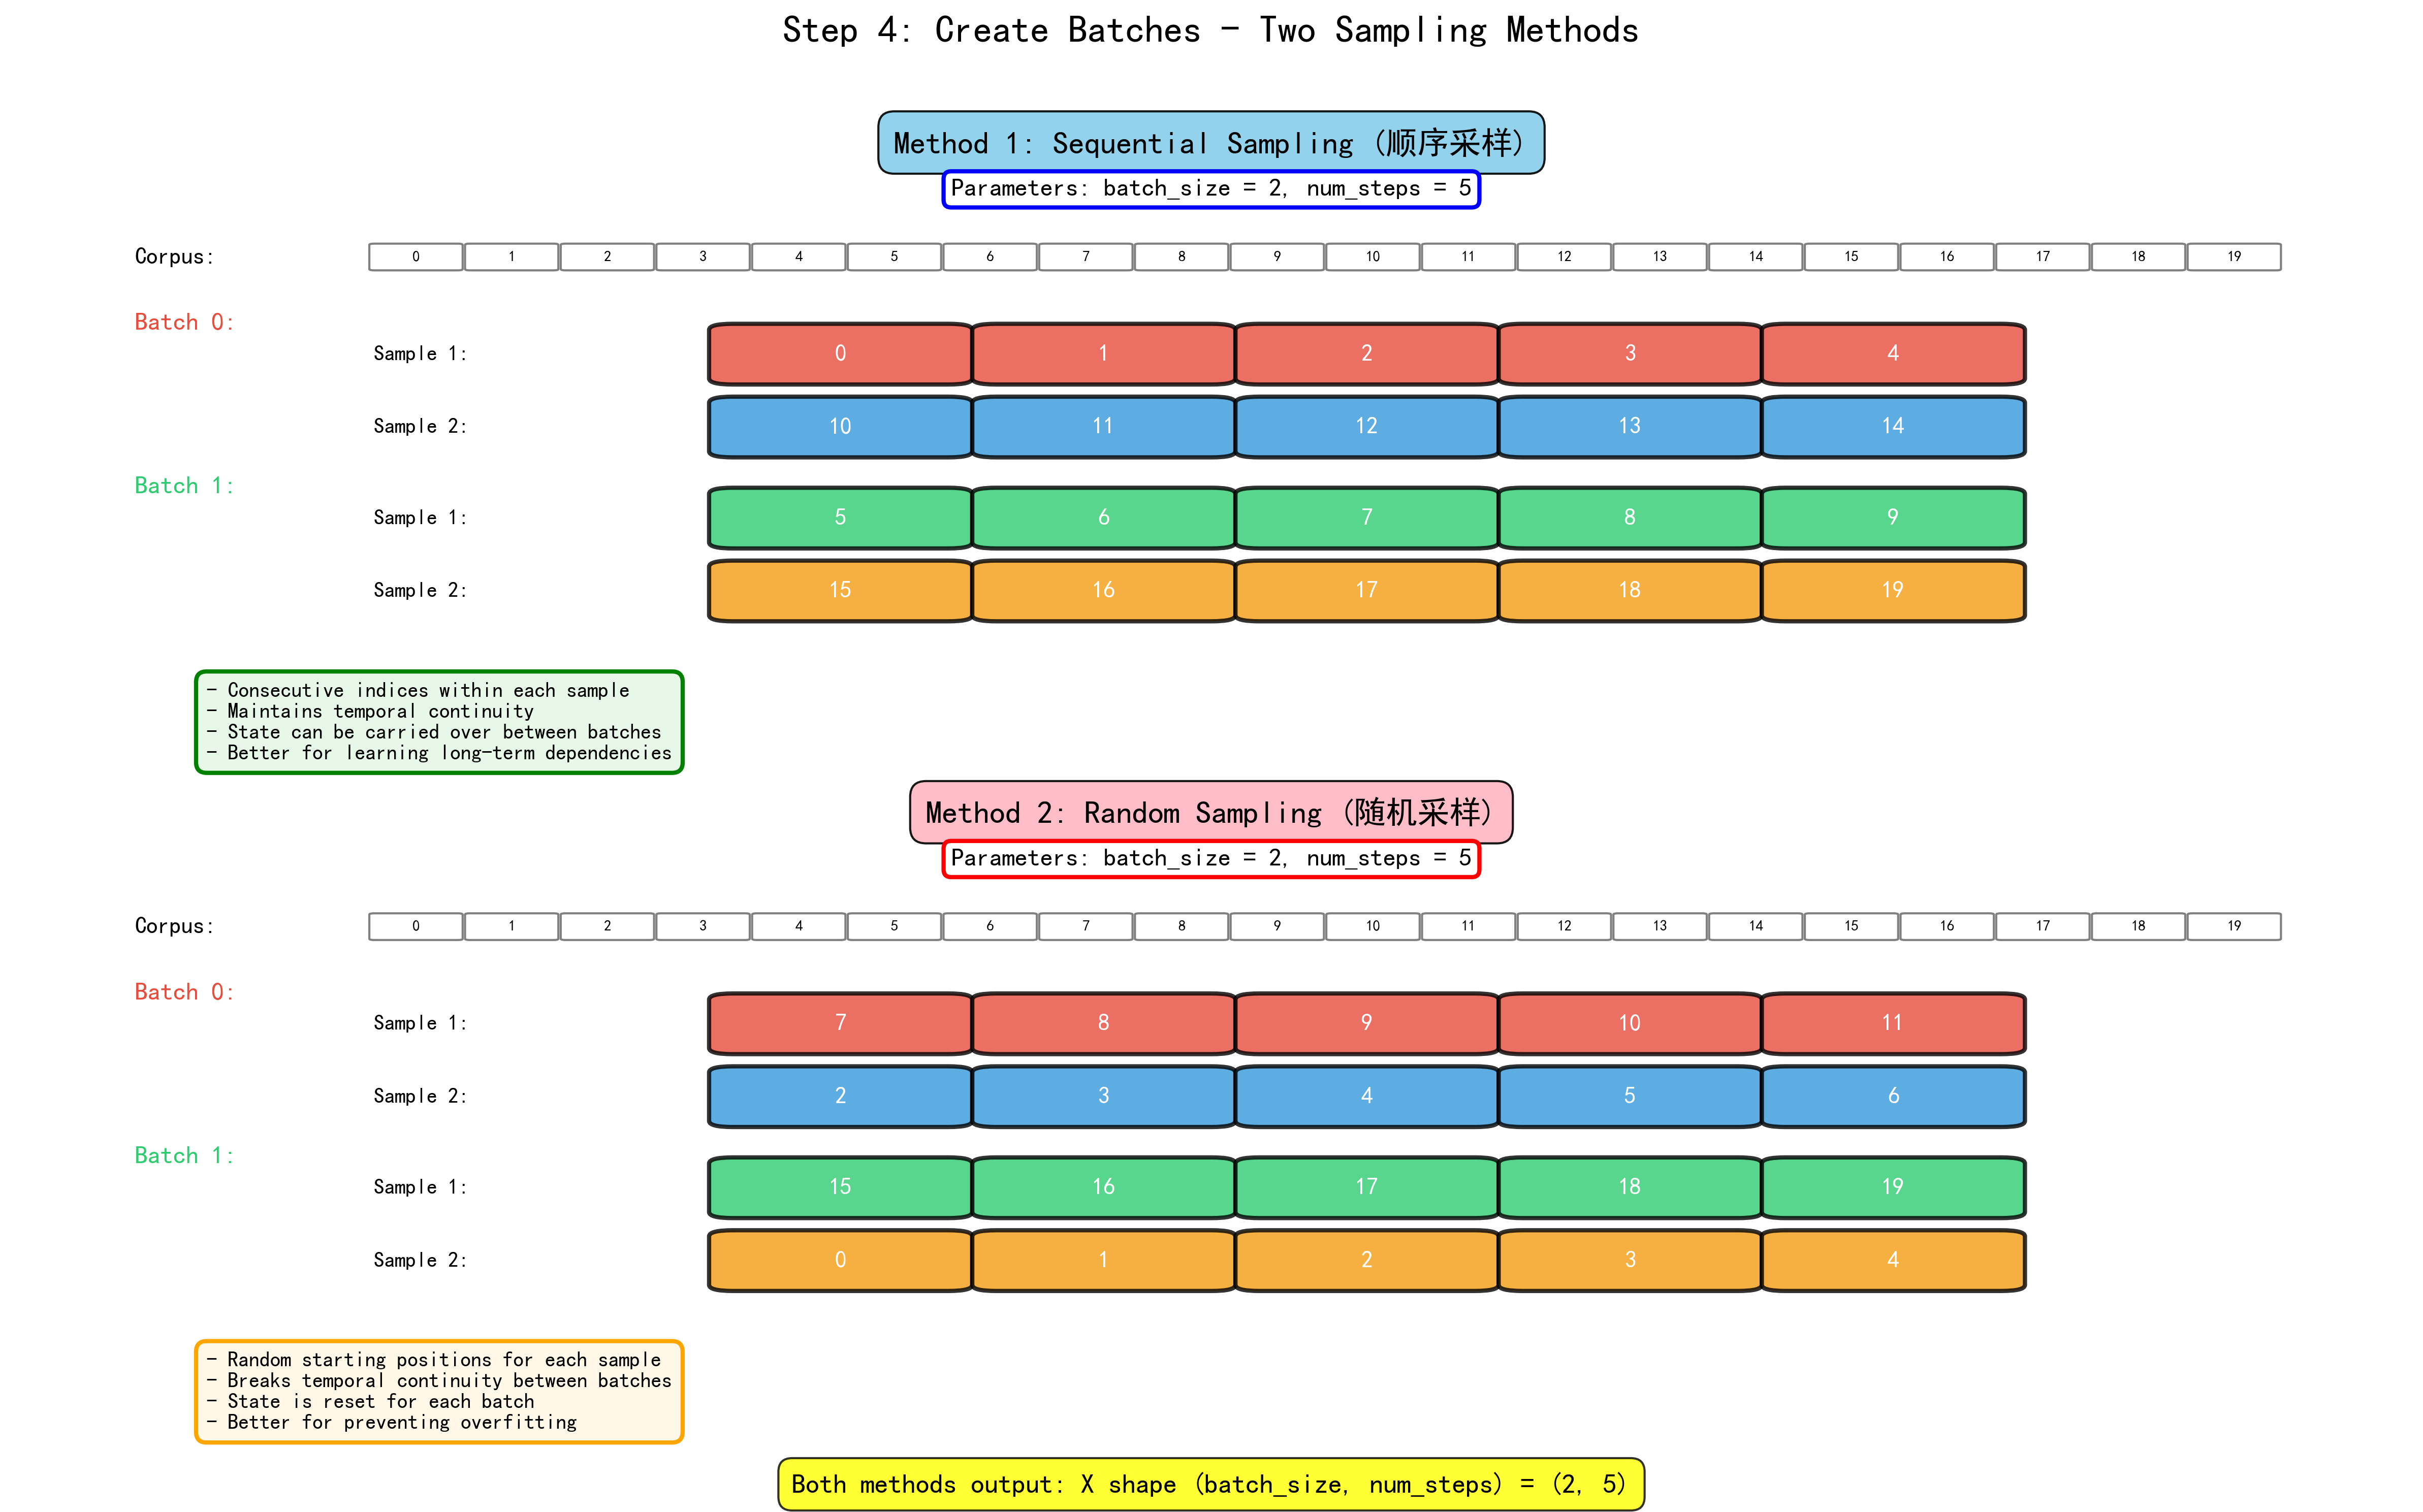 Step 4: Create Batches - Two Sampling Methods
Method 1: Sequential Sampling (顺序采样)
Parameters: batch_size = 2, num_steps = 5
Corpus: 0 1 2 3 4 5 6 7 8 9 10 11 12 13 14 15 16 17 18 19
Batch 0:
Sample 1: 0 1 2 3 4
Sample 2: 10 11 12 13 14
Batch 1:
Sample 1: 5 6 7 8 9
Sample 2: 15 16 17 18 19
- Consecutive indices within each sample
- Maintains temporal continuity
- State can be carried over between batches
- Better for learning long-term dependencies
Method 2: Random Sampling (随机采样)
Parameters: batch_size = 2, num_steps = 5
Corpus: 0 1 2 3 4 5 6 7 8 9 10 11 12 13 14 15 16 17 18 19
Batch 0:
Sample 1: 7 8 9 10 11
Sample 2: 2 3 4 5 6
Batch 1:
Sample 1: 15 16 17 18 19
Sample 2: 0 1 2 3 4
- Random starting positions for each sample
- Breaks temporal continuity between batches
- State is reset for each batch
- Better for preventing overfitting
Both methods output: X shape (batch_size, num_steps) = (2, 5)